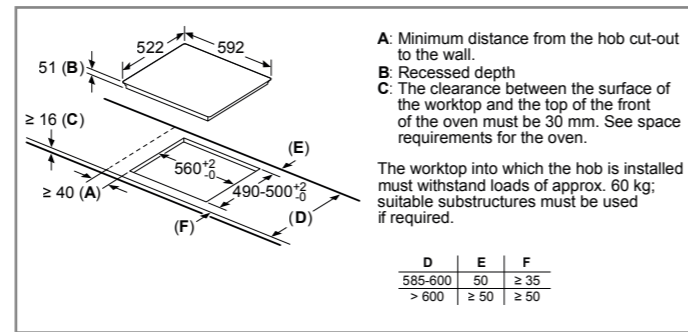 522
592
51 (B)
≥ 16 (C)
(E)
560+2-0
490-500+2-0
≥ 40 (A)
(D)
(F)
A: Minimum distance from the hob cut-out
to the wall.
B: Recessed depth
C: The clearance between the surface of
the worktop and the top of the front
of the oven must be 30 mm. See space
requirements for the oven.
The worktop into which the hob is installed
must withstand loads of approx. 60 kg;
suitable substructures must be used
if required.
D E F
585-600 50 ≥ 35
> 600 ≥ 50 ≥ 50